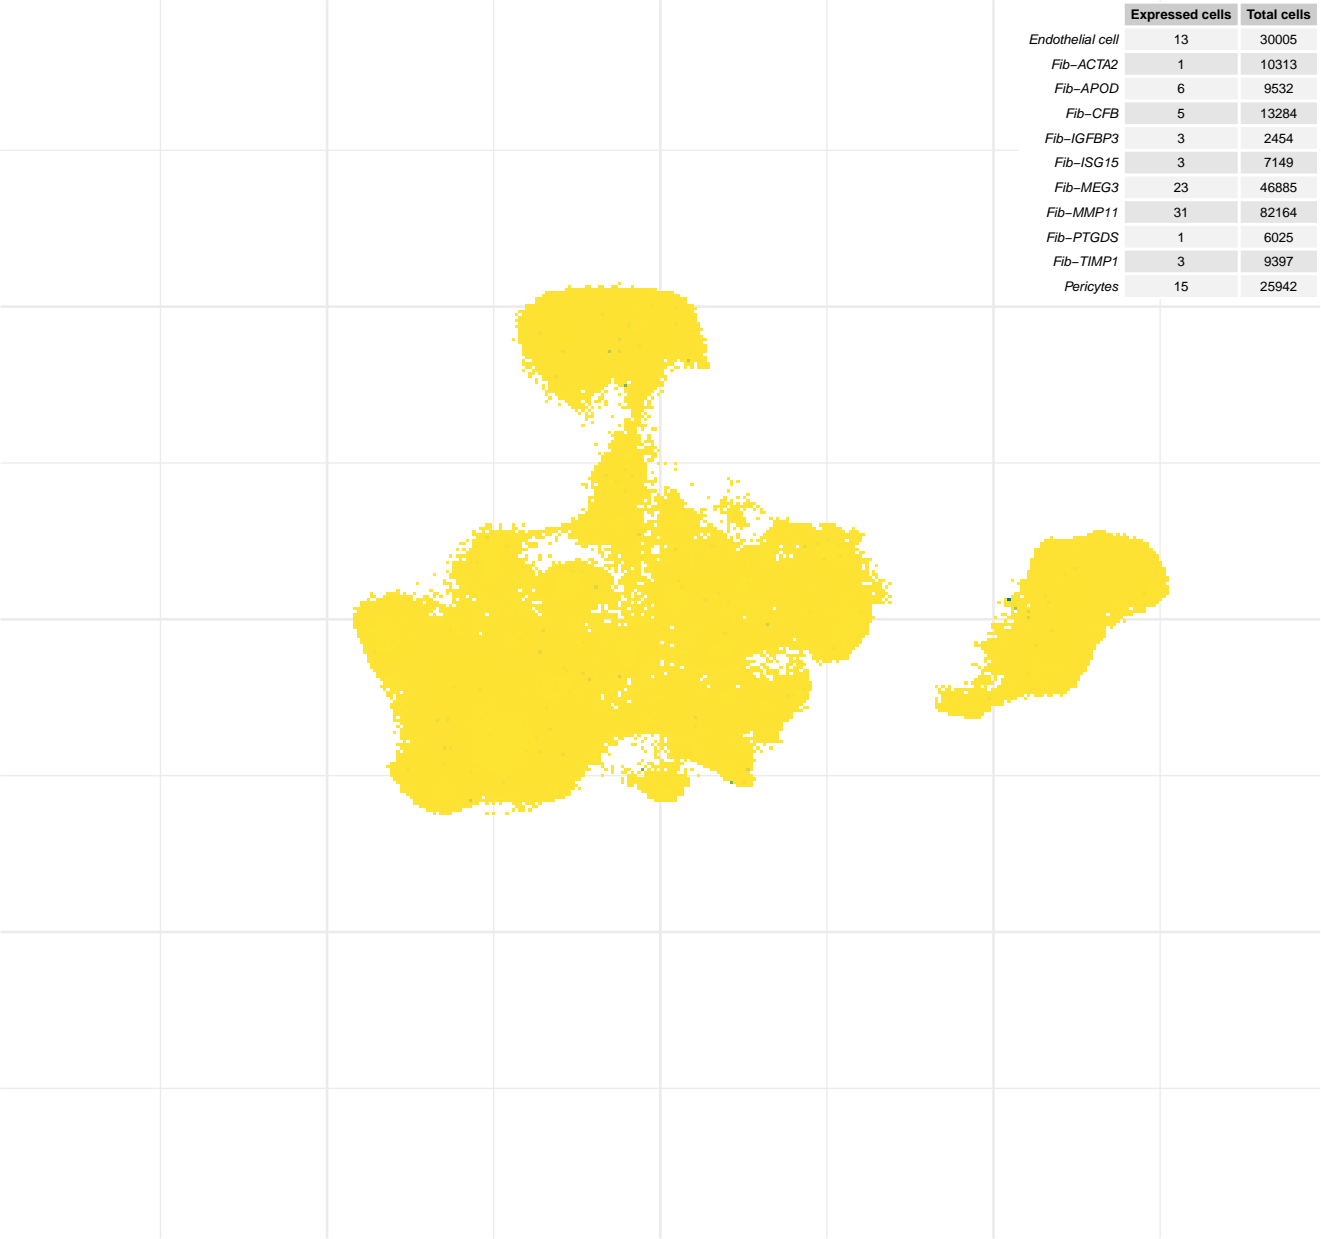 Expressed cells Total cells
Endothelial cell 13 30005
Fib−ACTA2 1 10313
Fib−APOD 6 9532
Fib−CFB 5 13284
Fib−IGFBP3 3 2454
Fib−ISG15 3 7149
Fib−MEG3 23 46885
Fib−MMP11 31 82164
Fib−PTGDS 1 6025
Fib−TIMP1 3 9397
Pericytes 15 25942